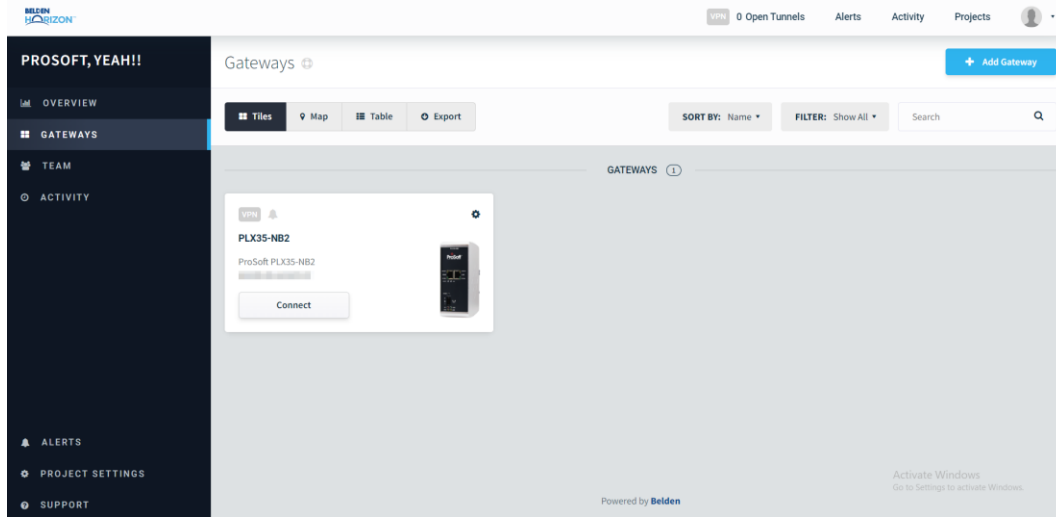 BELDEN
HORIZON
VPN 0 Open Tunnels Alerts Activity Projects
PROSOFT, YEAH!!
Gateways
+ Add Gateway
OVERVIEW
GATEWAYS
TEAM
ACTIVITY
Tiles Map Table Export
SORT BY: Name FILTER: Show All Search
GATEWAYS 1
VPN
PLX35-NB2
ProSoft PLX35-NB2
ProSoft
Connect
ALERTS
PROJECT SETTINGS
SUPPORT
Activate Windows
Go to Settings to activate Windows.
Powered by Belden